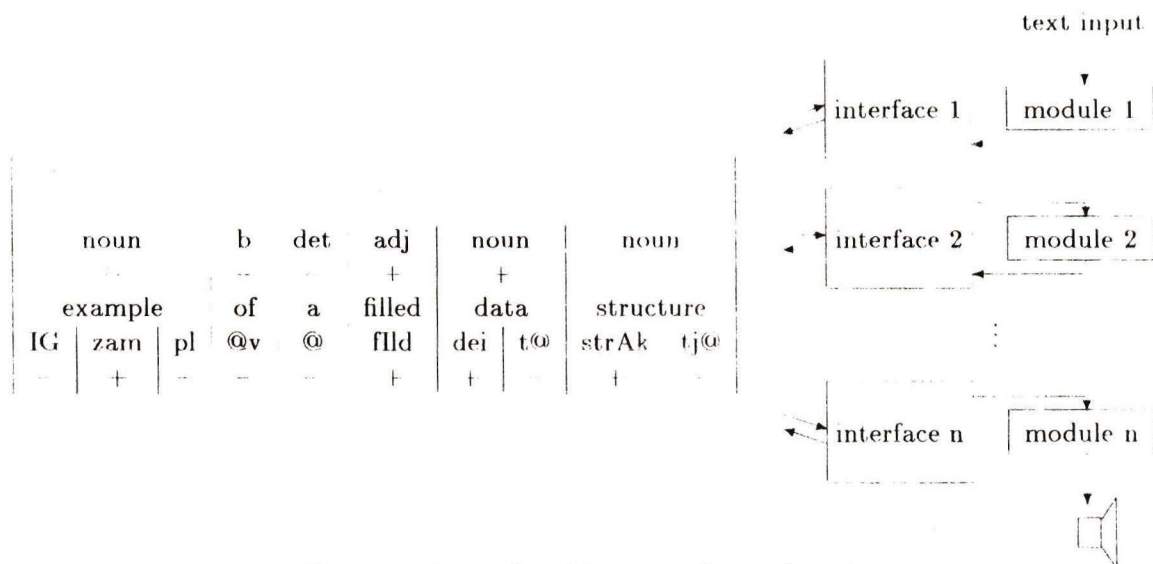 text input
interface 1 module 1
noun b det adj noun noun
- - - + +
example of a filled data structure
IG zam pl @v @ fIld dei t@ strAk tj@
- + - - - + + - + -
interface 2 module 2
⋮
interface n module n